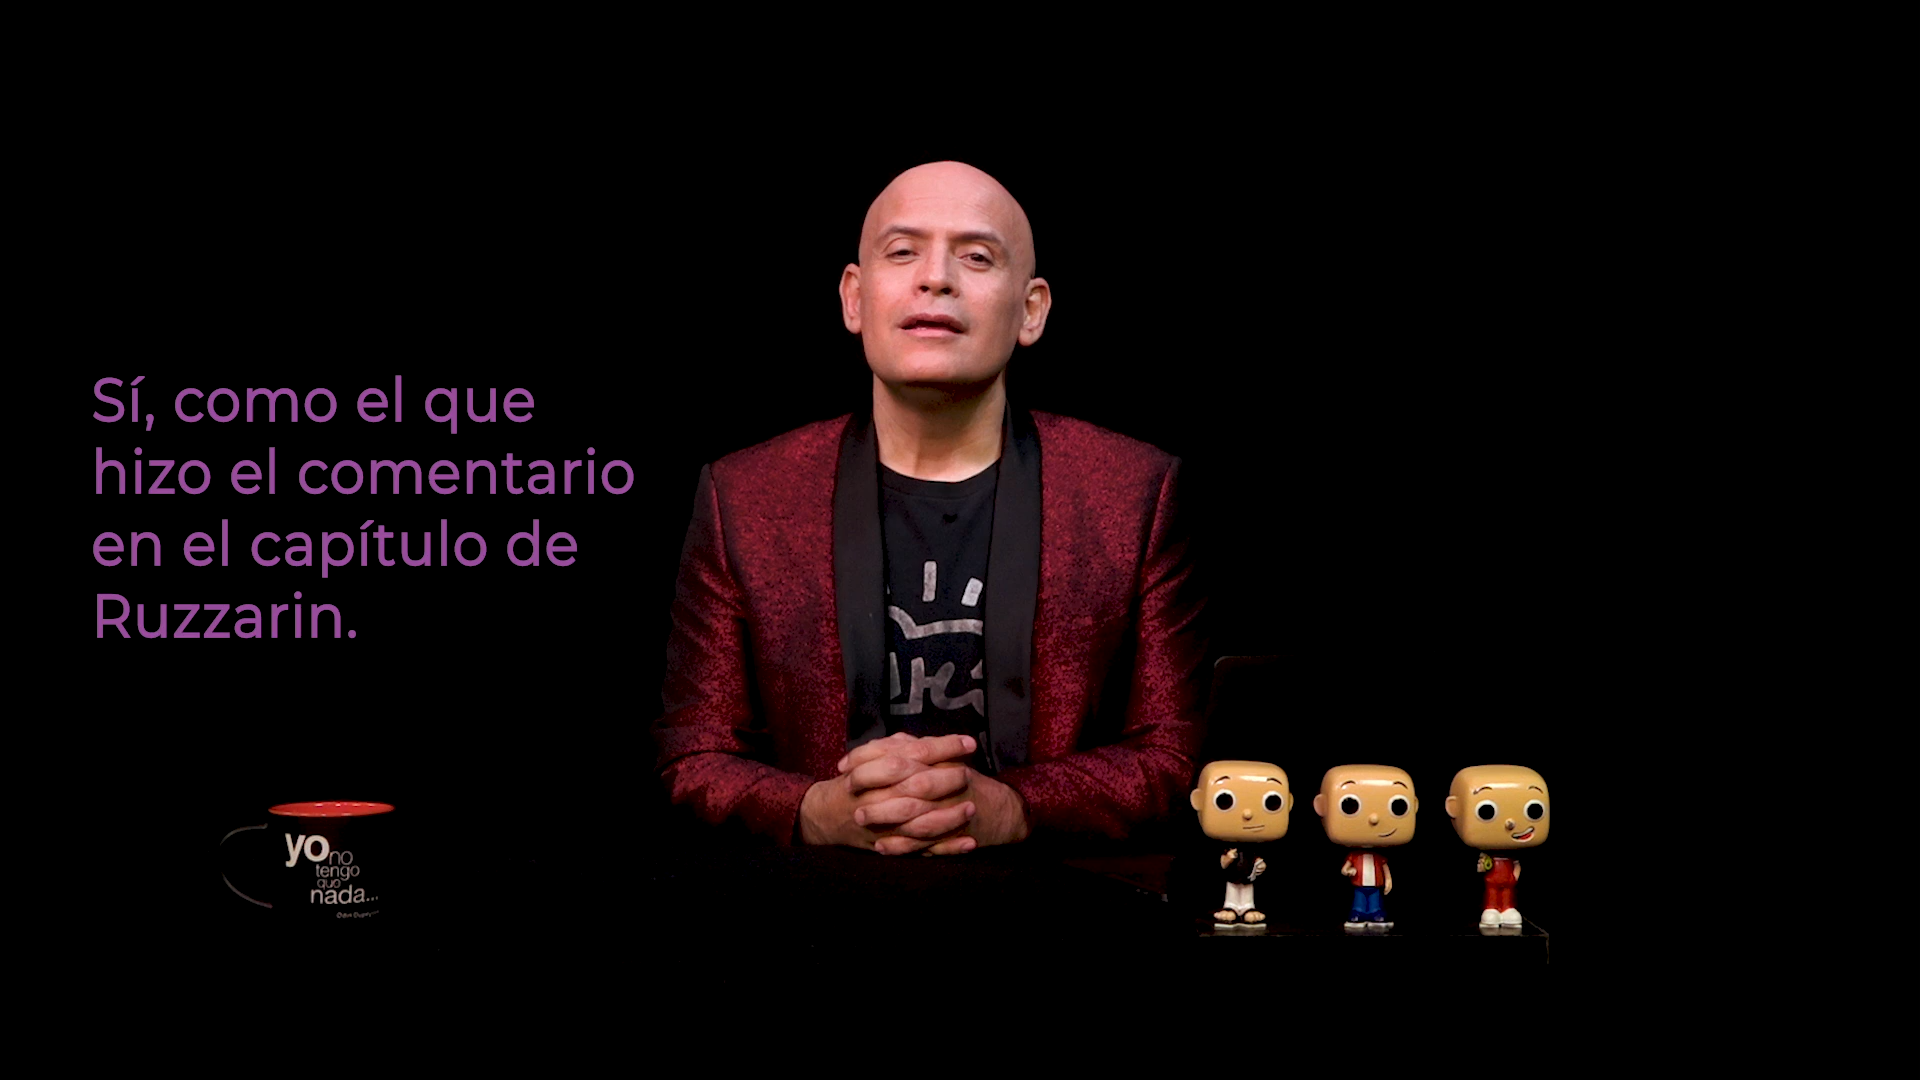 Sí, como el que
hizo el comentario
en el capítulo de
Ruzzarin.
yo no
tengo
que
nada...